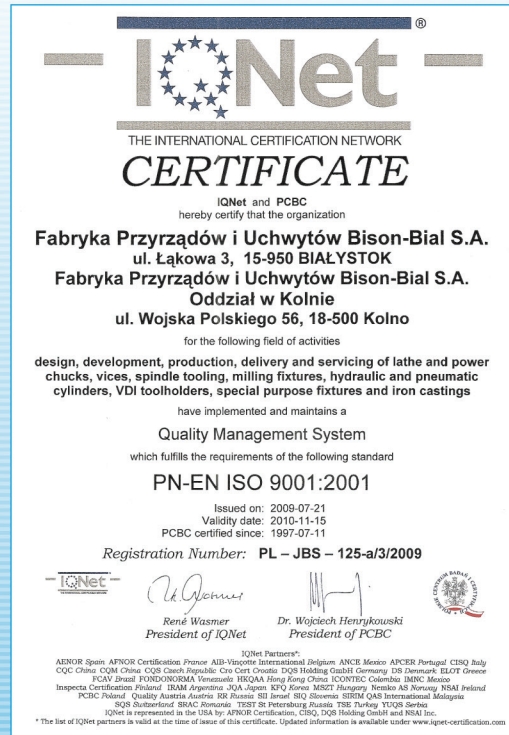 IQNet ®
THE INTERNATIONAL CERTIFICATION NETWORK
CERTIFICATE
IQNet and PCBC
hereby certify that the organization
Fabryka Przyrządów i Uchwytów Bison-Bial S.A.
ul. Łąkowa 3, 15-950 BIAŁYSTOK
Fabryka Przyrządów i Uchwytów Bison-Bial S.A.
Oddział w Kolnie
ul. Wojska Polskiego 56, 18-500 Kolno
for the following field of activities
design, development, production, delivery and servicing of lathe and power
chucks, vices, spindle tooling, milling fixtures, hydraulic and pneumatic
cylinders, VDI toolholders, special purpose fixtures and iron castings
have implemented and maintains a
Quality Management System
which fulfills the requirements of the following standard
PN-EN ISO 9001:2001
Issued on: 2009-07-21
Validity date: 2010-11-15
PCBC certified since: 1997-07-11
Registration Number: PL – JBS – 125-a/3/2009
IQNet
René Wasmer
President of IQNet
Dr. Wojciech Henrykowski
President of PCBC
IQNet Partners*:
AENOR Spain AFNOR Certification France AIB-Vinçotte International Belgium ANCE Mexico APCER Portugal CISQ Italy
CQC China CQM China CQS Czech Republic Cro Cert Croatia DQS Holding GmbH Germany DS Denmark ELOT Greece
FCAV Brazil FONDONORMA Venezuela HKQAA Hong Kong China ICONTEC Colombia IMNC Mexico
Inspecta Certification Finland IRAM Argentina JQA Japan KFQ Korea MSZT Hungary Nemko AS Norway NSAI Ireland
PCBC Poland Quality Austria Austria RR Russia SII Israel SIQ Slovenia SIRIM QAS International Malaysia
SQS Switzerland SRAC Romania TEST St Petersburg Russia TSE Turkey YUQS Serbia
IQNet is represented in the USA by: AFNOR Certification, CISQ, DQS Holding GmbH and NSAI Inc.
* The list of IQNet partners is valid at the time of issue of this certificate. Updated information is available under www.iqnet-certification.com